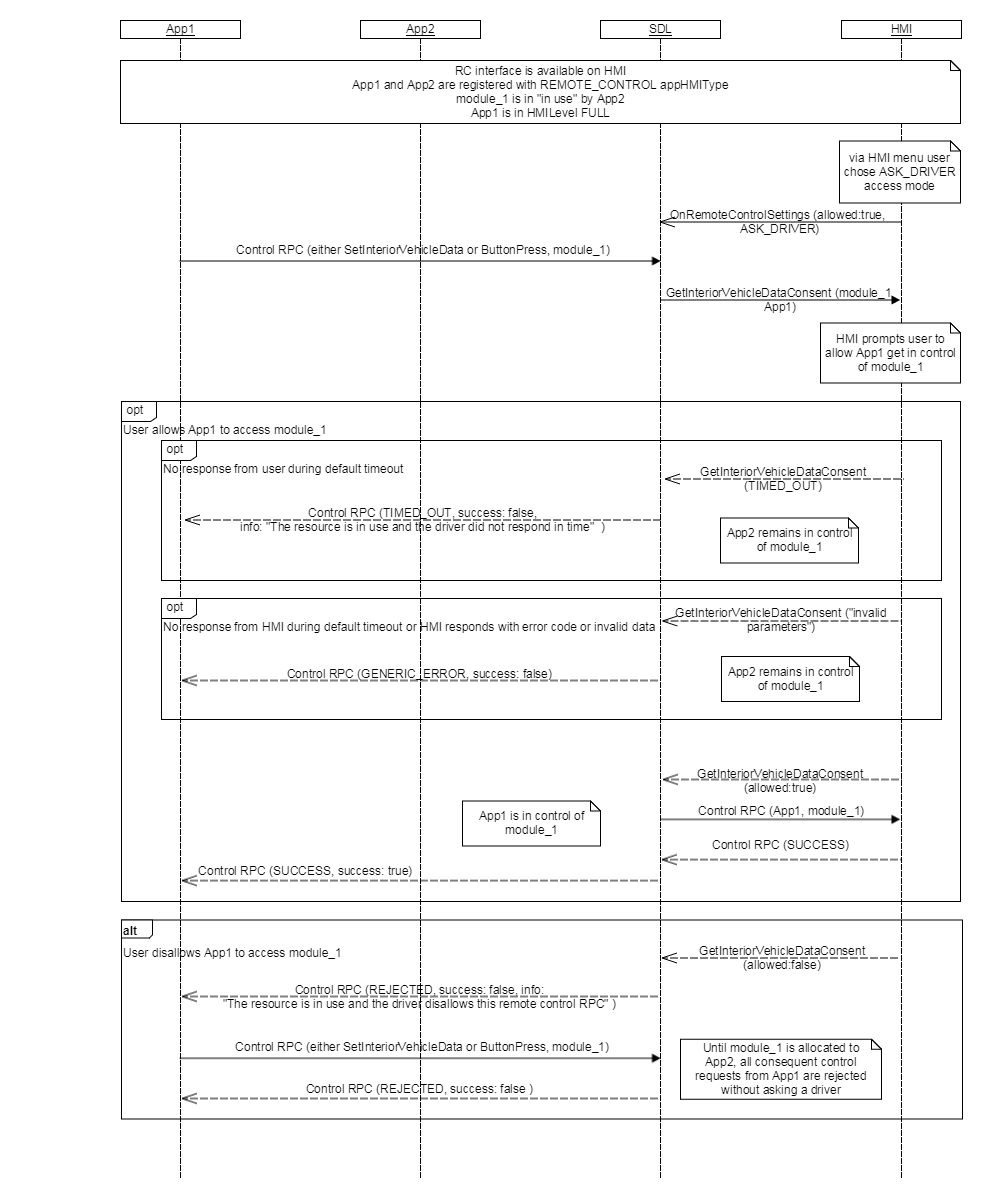 App1
App2
SDL
HMI
RC interface is available on HMI
App1 and App2 are registered with REMOTE_CONTROL appHMIType
module_1 is in "in use" by App2
App1 is in HMILevel FULL
via HMI menu user
chose ASK_DRIVER
access mode
OnRemoteControlSettings (allowed:true,
ASK_DRIVER)
Control RPC (either SetInteriorVehicleData or ButtonPress, module_1)
GetInteriorVehicleDataConsent (module_1
App1)
HMI prompts user to
allow App1 get in control
of module_1
opt
User allows App1 to access module_1
opt
No response from user during default timeout
GetInteriorVehicleDataConsent
(TIMED_OUT)
Control RPC (TIMED_OUT, success: false,
info: "The resource is in use and the driver did not respond in time" )
App2 remains in control
of module_1
opt
No response from HMI during default timeout or HMI responds with error code or invalid data
GetInteriorVehicleDataConsent ("invalid
parameters")
Control RPC (GENERIC_ERROR, success: false)
App2 remains in control
of module_1
GetInteriorVehicleDataConsent
(allowed:true)
App1 is in control of
module_1
Control RPC (App1, module_1)
Control RPC (SUCCESS)
Control RPC (SUCCESS, success: true)
alt
User disallows App1 to access module_1
GetInteriorVehicleDataConsent
(allowed:false)
Control RPC (REJECTED, success: false, info:
"The resource is in use and the driver disallows this remote control RPC" )
Control RPC (either SetInteriorVehicleData or ButtonPress, module_1)
Until module_1 is allocated to
App2, all consequent control
requests from App1 are rejected
without asking a driver
Control RPC (REJECTED, success: false )